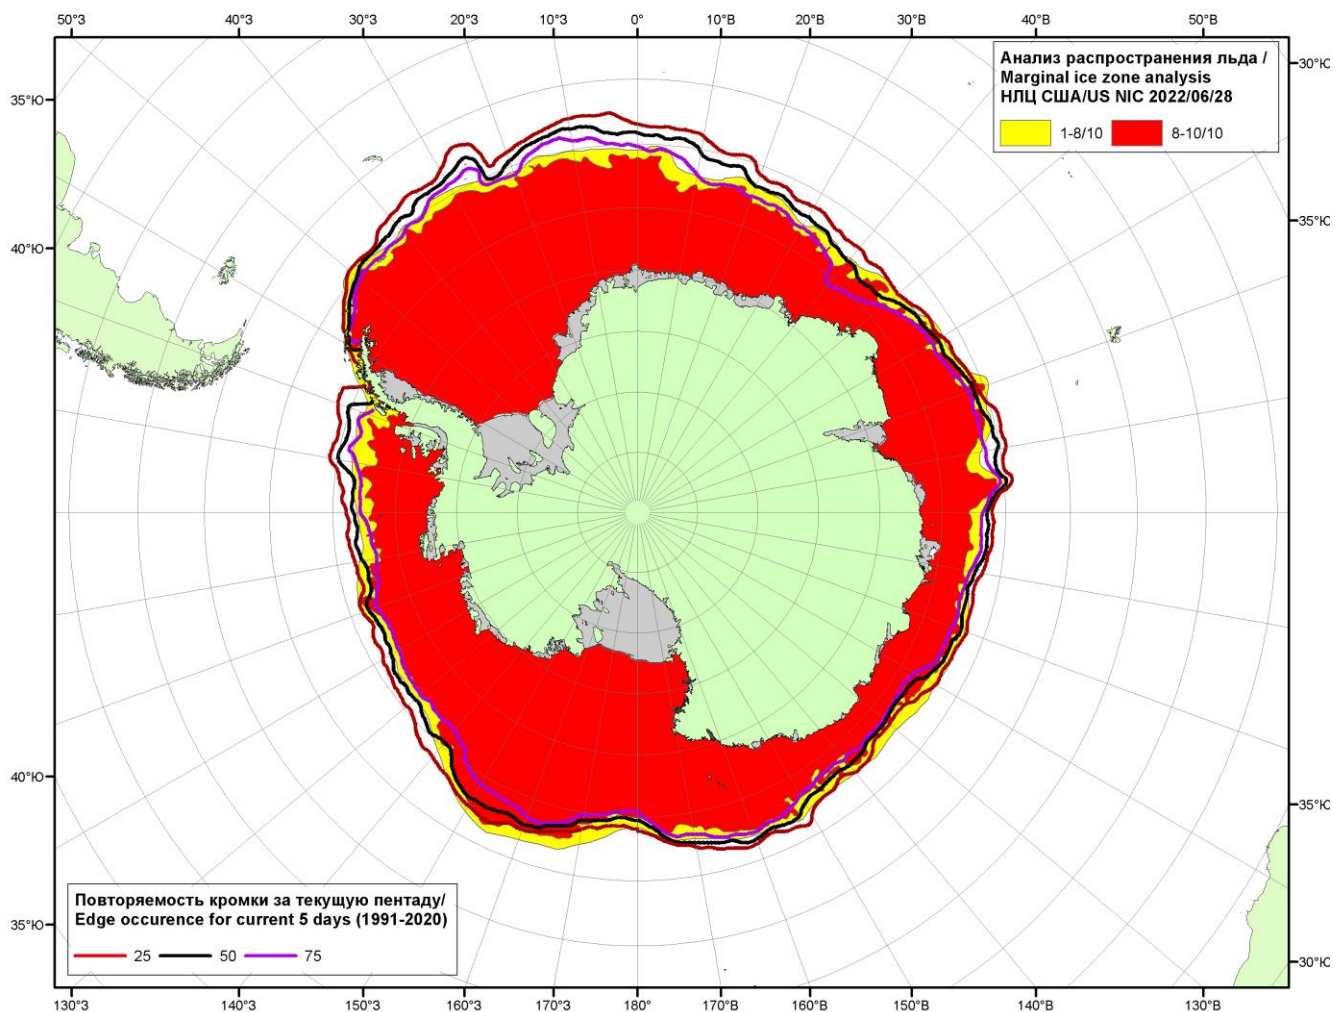 50°З 40°З 30°З 20°З 10°З 0° 10°В 20°В 30°В 40°В 50°В
Анализ распространения льда /
Marginal ice zone analysis
НЛЦ США/US NIC 2022/06/28
1-8/10 8-10/10
30°Ю
35°Ю
35°Ю
40°Ю
40°Ю
35°Ю
35°Ю
30°Ю
Повторяемость кромки за текущую пентаду/
Edge occurence for current 5 days (1991-2020)
25 50 75
130°З 140°З 150°З 160°З 170°З 180° 170°В 160°В 150°В 140°В 130°В